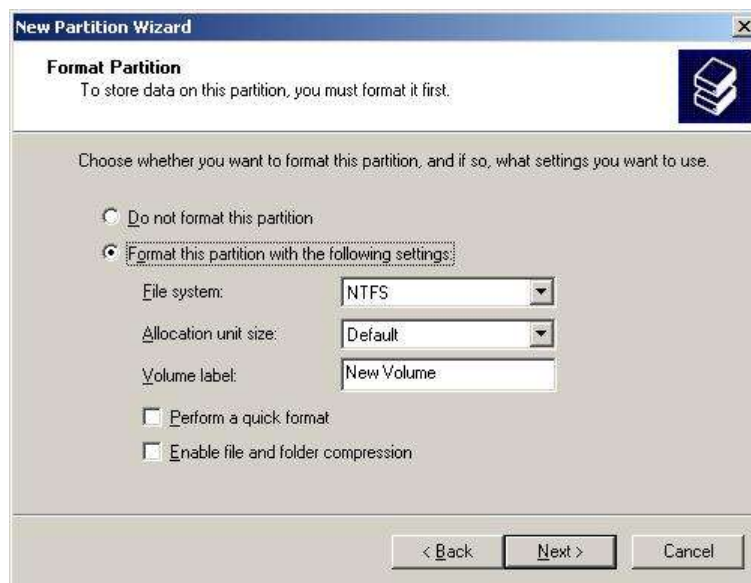 New Partition Wizard
Format Partition
To store data on this partition, you must format it first.
Choose whether you want to format this partition, and if so, what settings you want to use.
Do not format this partition
Format this partition with the following settings:
File system: NTFS
Allocation unit size: Default
Volume label: New Volume
Perform a quick format
Enable file and folder compression
< Back Next > Cancel